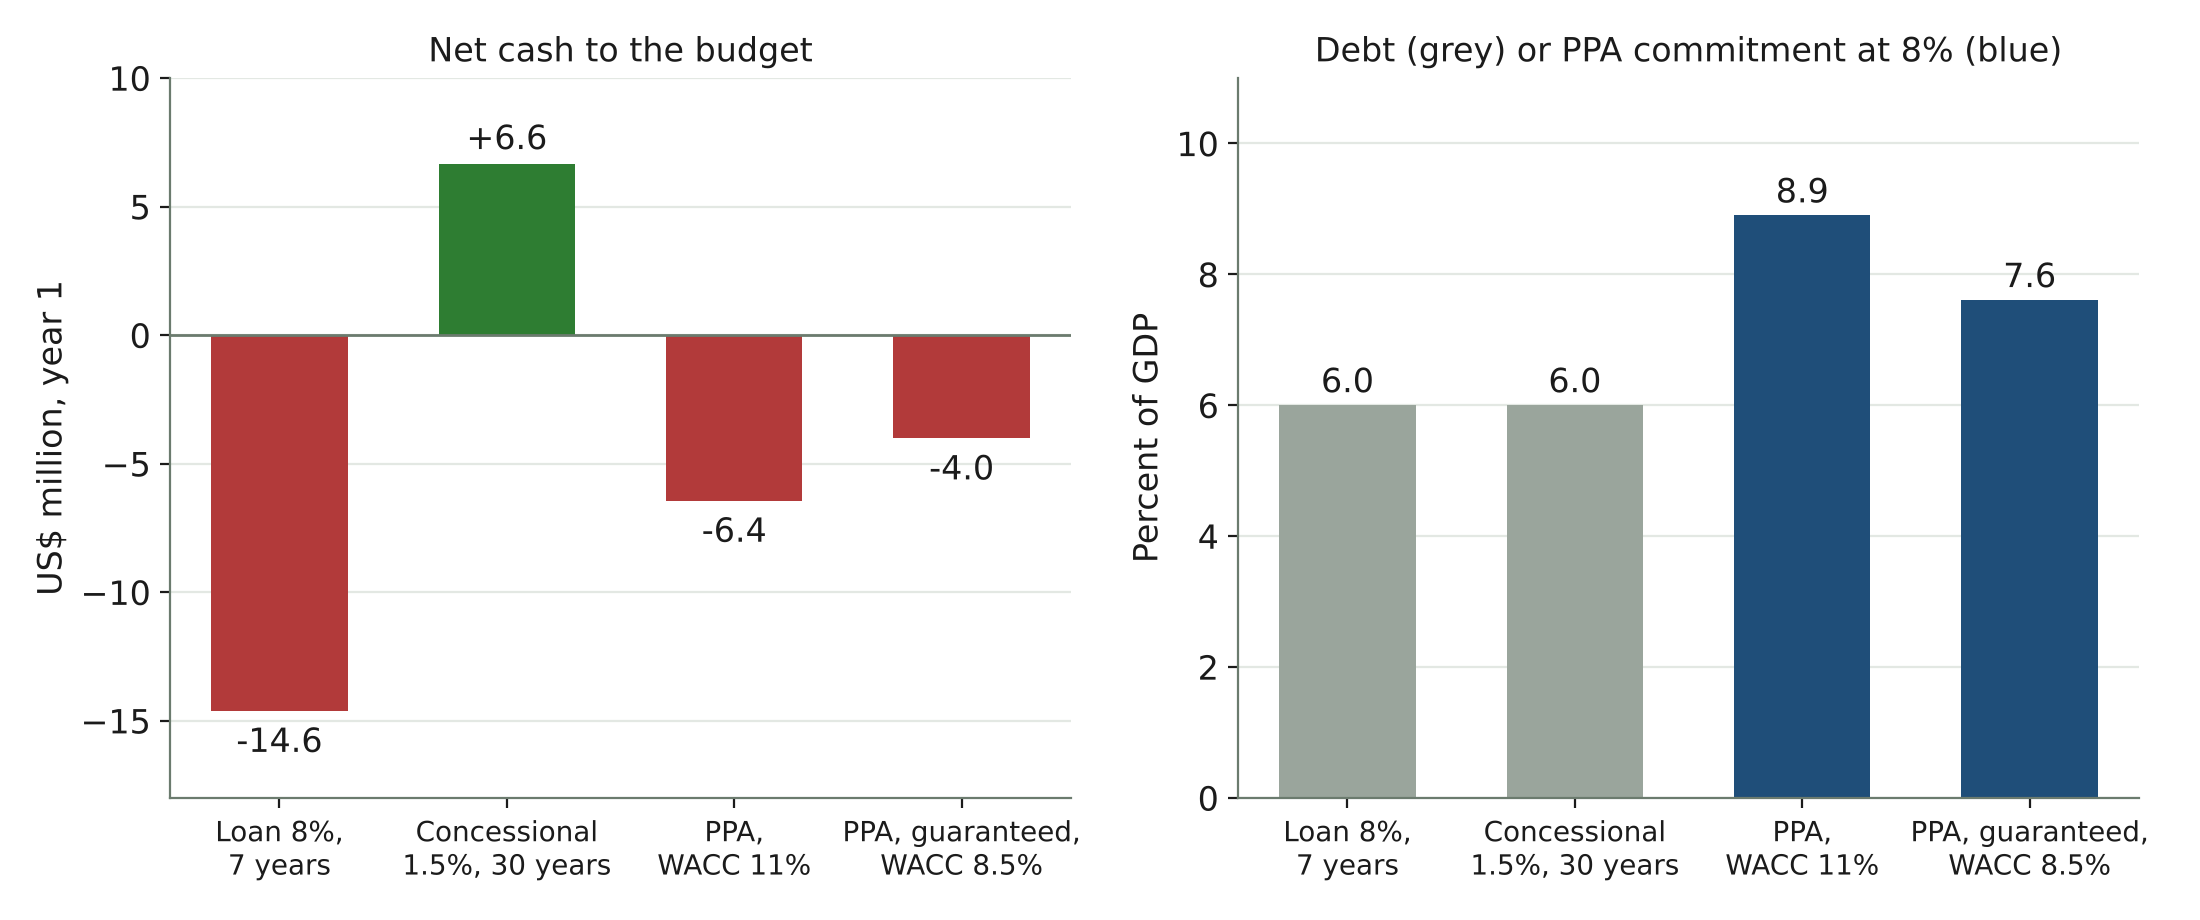 Net cash to the budget
US$ million, year 1
10
5
0
−5
−10
−15
+6.6
-14.6
-6.4
-4.0
Loan 8%,
7 years
Concessional
1.5%, 30 years
PPA,
WACC 11%
PPA, guaranteed,
WACC 8.5%
Debt (grey) or PPA commitment at 8% (blue)
Percent of GDP
10
8
6
4
2
0
6.0
6.0
8.9
7.6
Loan 8%,
7 years
Concessional
1.5%, 30 years
PPA,
WACC 11%
PPA, guaranteed,
WACC 8.5%